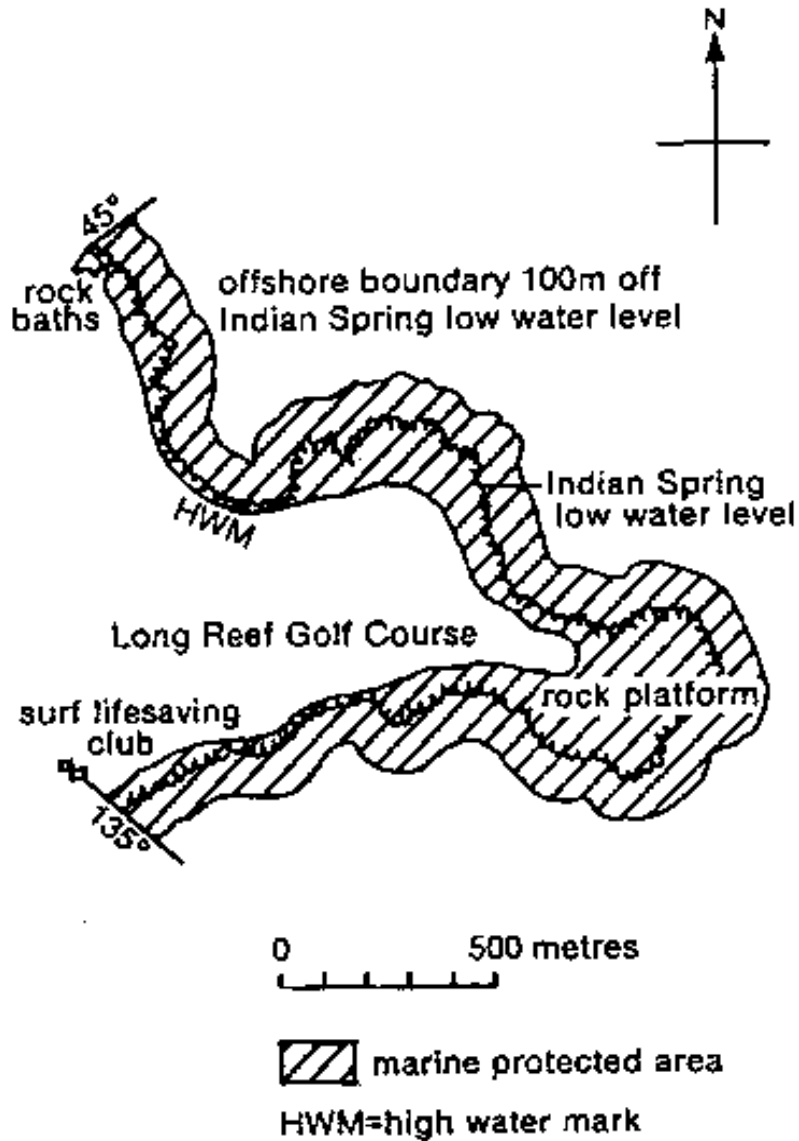 N
45°
rock
baths
offshore boundary 100m off
Indian Spring low water level
HWM
Indian Spring
low water level
Long Reef Golf Course
rock platform
surf lifesaving
club
135°
0 500 metres
marine protected area
HWM=high water mark